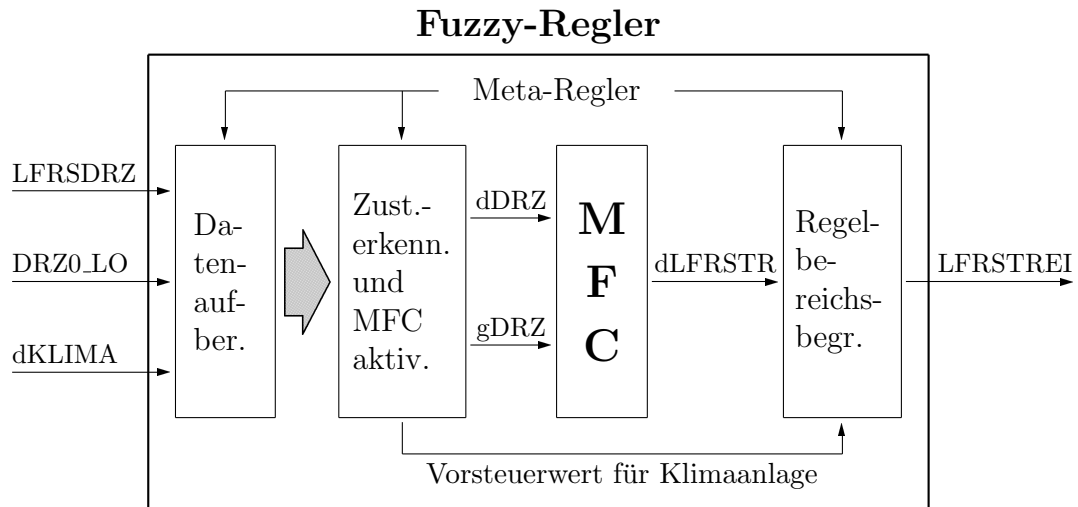 Fuzzy-Regler
Meta-Regler
LFRSDRZ
DRZ0_LO
dKLIMA
Da-
ten-
auf-
ber.
Zust.-
erkenn.
und
MFC
aktiv.
dDRZ
gDRZ
M
F
C
dLFRSTR
Regel-
be-
reichs-
begr.
LFRSTREI
Vorsteuerwert für Klimaanlage